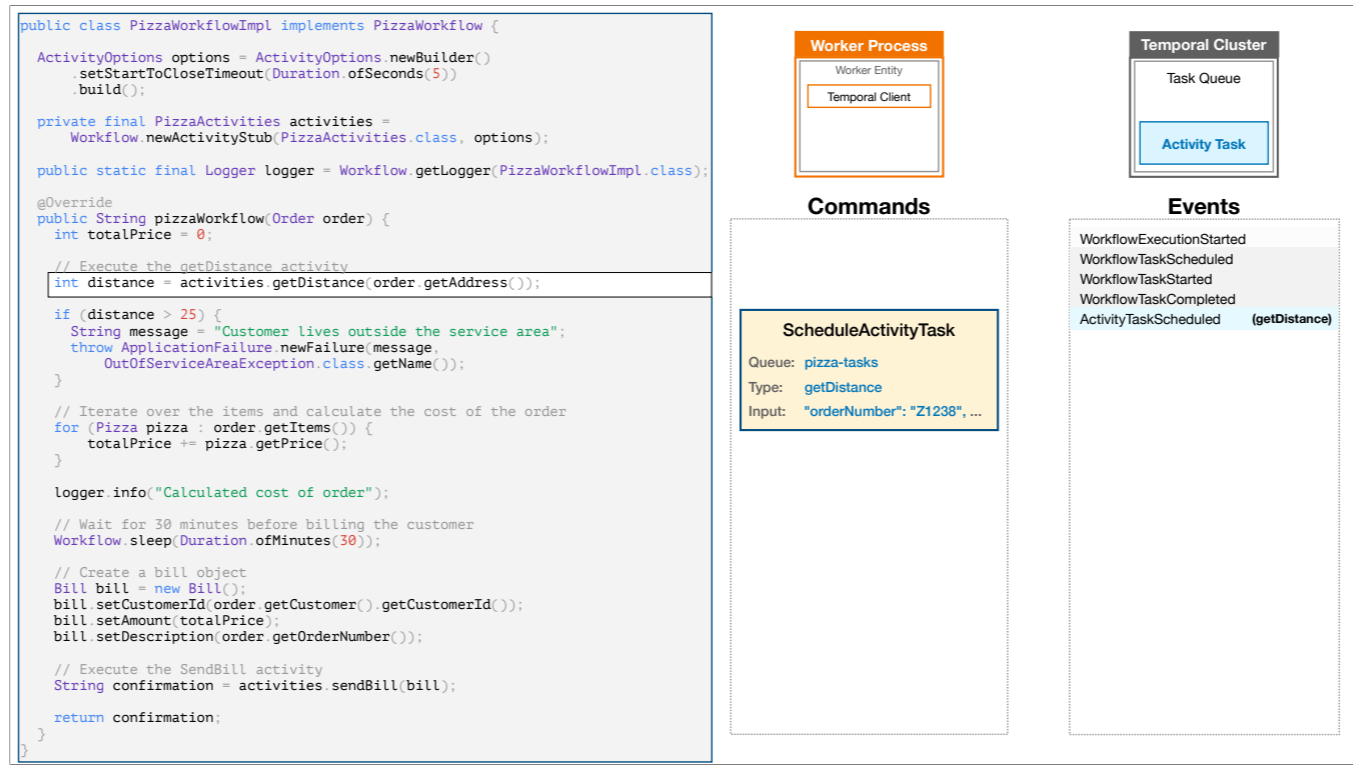 public class PizzaWorkflowImpl implements PizzaWorkflow {
ActivityOptions options = ActivityOptions.newBuilder()
.setStartToCloseTimeout(Duration.ofSeconds(5))
.build();
private final PizzaActivities activities =
Workflow.newActivityStub(PizzaActivities.class, options);
public static final Logger logger = Workflow.getLogger(PizzaWorkflowImpl.class);
@Override
public String pizzaWorkflow(Order order) {
int totalPrice = 0;
// Execute the getDistance activity
int distance = activities.getDistance(order.getAddress());
if (distance > 25) {
String message = "Customer lives outside the service area";
throw ApplicationFailure.newFailure(message,
OutOfServiceAreaException.class.getName());
}
// Iterate over the items and calculate the cost of the order
for (Pizza pizza : order.getItems()) {
totalPrice += pizza.getPrice();
}
logger.info("Calculated cost of order");
// Wait for 30 minutes before billing the customer
Workflow.sleep(Duration.ofMinutes(30));
// Create a bill object
Bill bill = new Bill();
bill.setCustomerId(order.getCustomer().getCustomerId());
bill.setAmount(totalPrice);
bill.setDescription(order.getOrderNumber());
// Execute the SendBill activity
String confirmation = activities.sendBill(bill);
return confirmation;
}
}
Worker Process
Worker Entity
Temporal Client
Temporal Cluster
Task Queue
Activity Task
Commands
ScheduleActivityTask
Queue: pizza-tasks
Type: getDistance
Input: "orderNumber": "Z1238", ...
Events
WorkflowExecutionStarted
WorkflowTaskScheduled
WorkflowTaskStarted
WorkflowTaskCompleted
ActivityTaskScheduled (getDistance)